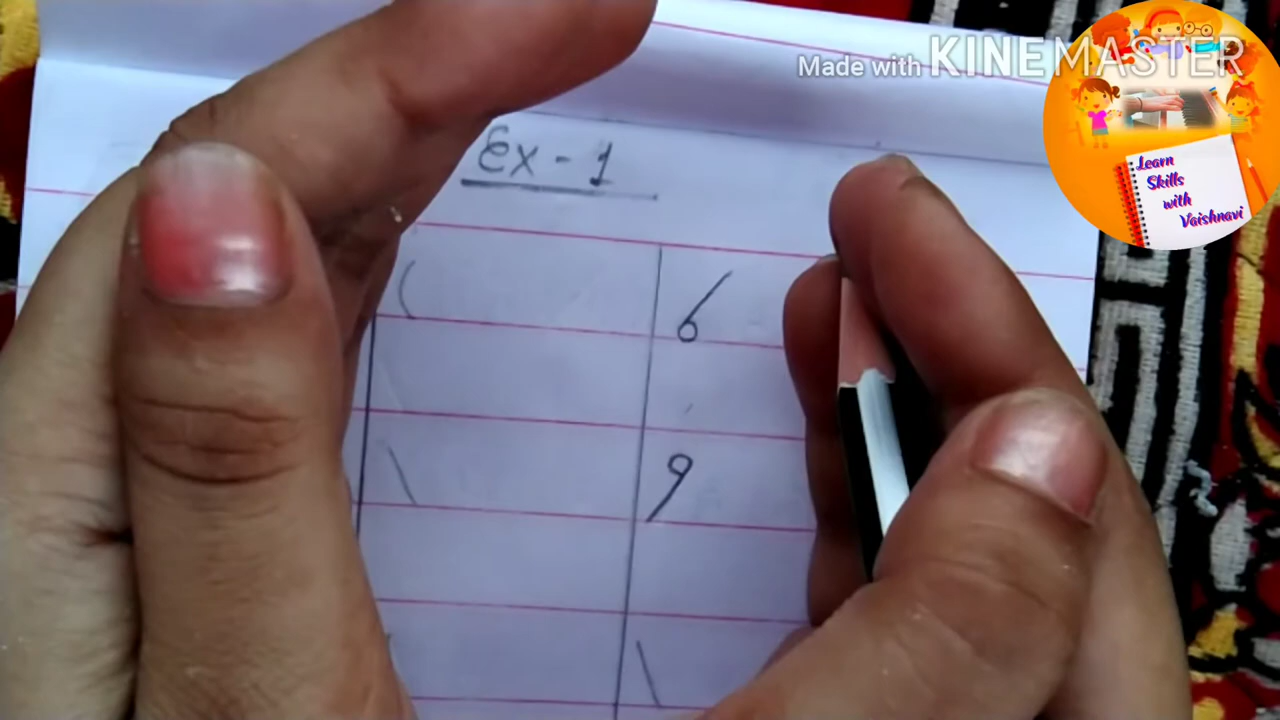 Made with KINEMASTER
Learn
Skills
with
Vaishnavi
Ex - 1
( 6
\ 9
\